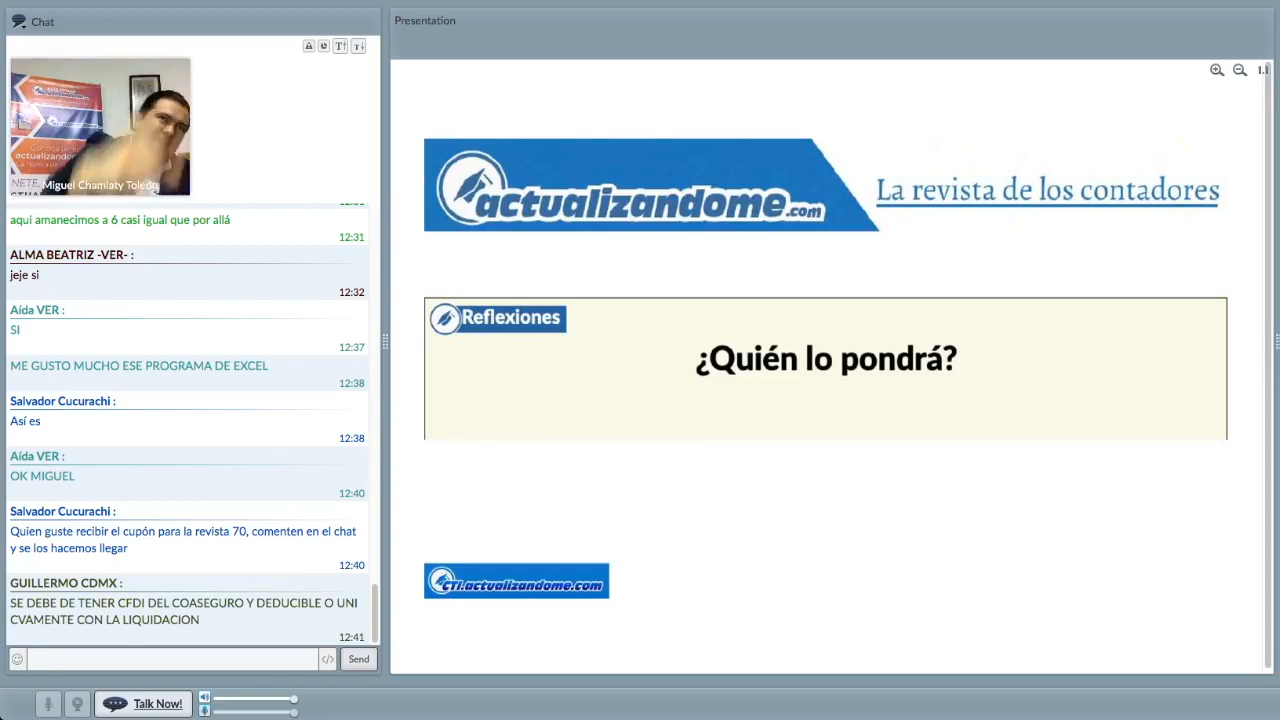 Chat
Presentation
Miguel Chamlaty Toledo
aqui amanecimos a 6 casi igual que por allá
12:31
ALMA BEATRIZ -VER- :
jeje si
12:32
Aída VER :
SI
12:37
ME GUSTO MUCHO ESE PROGRAMA DE EXCEL
12:38
Salvador Cucurachi :
Así es
12:38
Aída VER :
OK MIGUEL
12:40
Salvador Cucurachi :
Quien guste recibir el cupón para la revista 70, comenten en el chat
y se los hacemos llegar
12:40
GUILLERMO CDMX :
SE DEBE DE TENER CFDI DEL COASEGURO Y DEDUCIBLE O UNI
CVAMENTE CON LA LIQUIDACION
12:41
Send
Talk Now!
1:1
actualizandome.com
La revista de los contadores
Reflexiones
¿Quién lo pondrá?
CTI.actualizandome.com